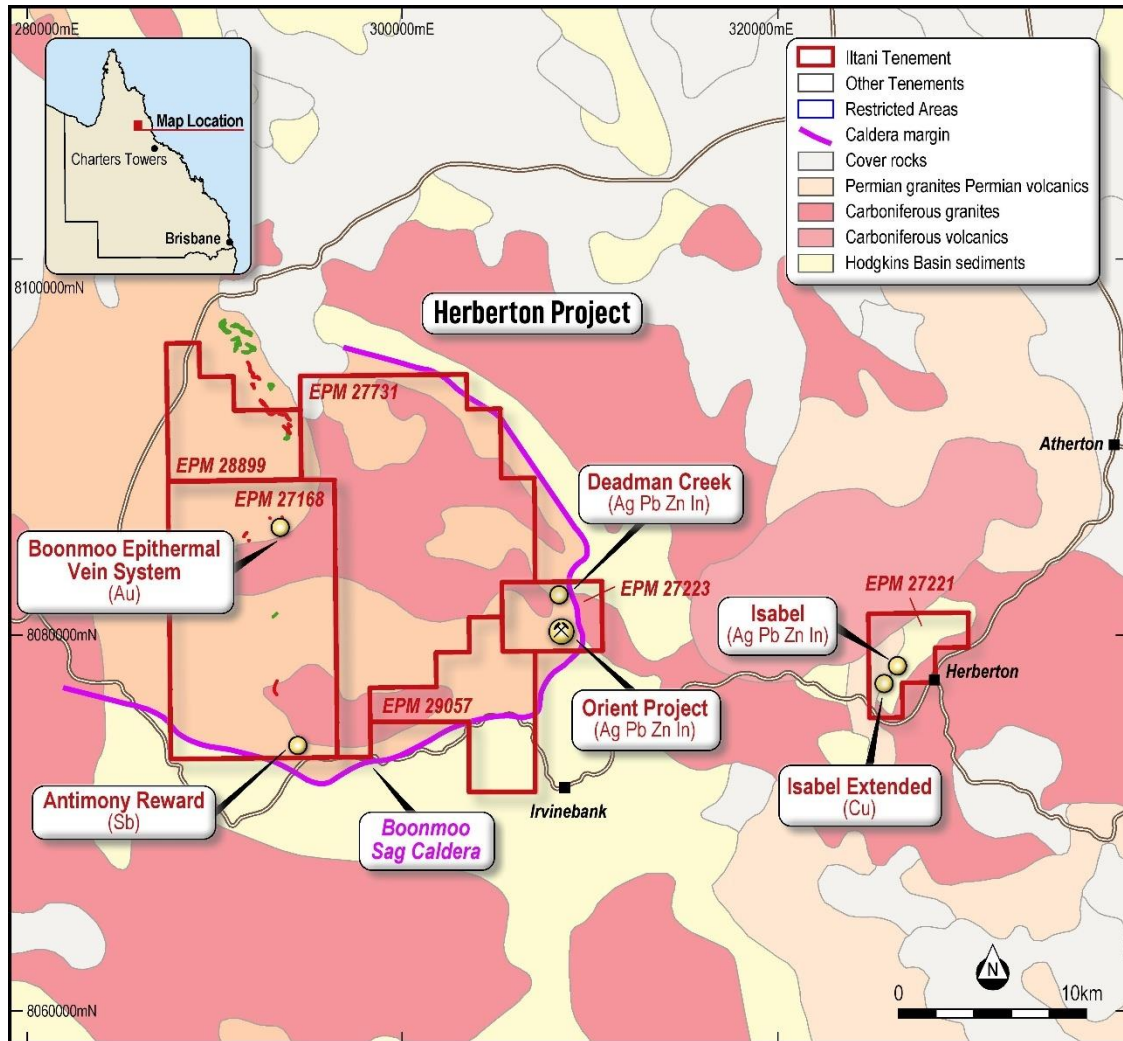 280000mE
300000mE
320000mE
Map Location
Charters Towers
Brisbane
Iltani Tenement
Other Tenements
Restricted Areas
Caldera margin
Cover rocks
Permian granites Permian volcanics
Carboniferous granites
Carboniferous volcanics
Hodgkins Basin sediments
8100000mN
Herberton Project
EPM 27731
Atherton
EPM 28899
EPM 27168
Deadman Creek
(Ag Pb Zn In)
Boonmoo Epithermal
Vein System
(Au)
EPM 27223
EPM 27221
Isabel
(Ag Pb Zn In)
8080000mN
Herberton
Orient Project
(Ag Pb Zn In)
EPM 29057
Isabel Extended
(Cu)
Antimony Reward
(Sb)
Irvinebank
Boonmoo
Sag Caldera
N
0 10km
8060000mN